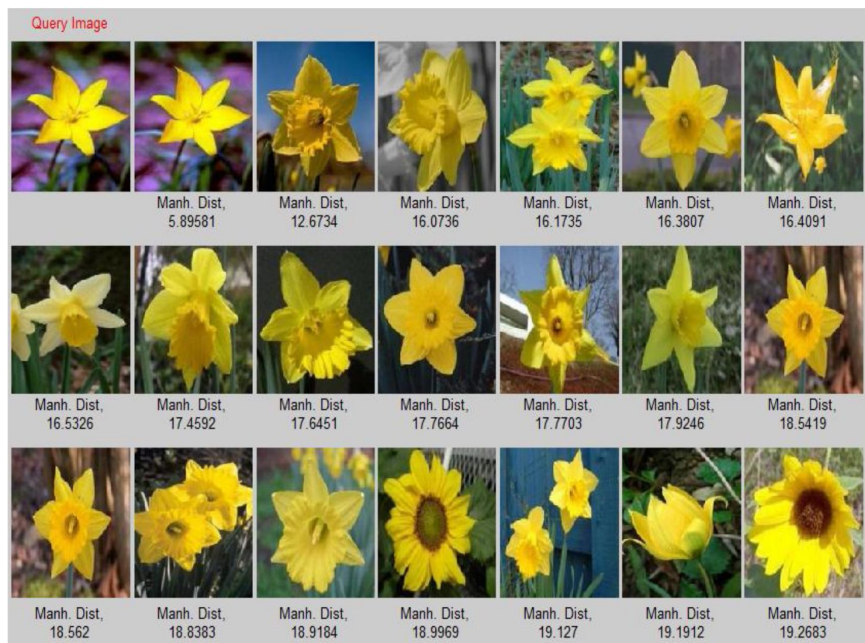 Query Image
Manh. Dist,
5.89581
Manh. Dist,
12.6734
Manh. Dist,
16.0736
Manh. Dist,
16.1735
Manh. Dist,
16.3807
Manh. Dist,
16.4091
Manh. Dist,
16.5326
Manh. Dist,
17.4592
Manh. Dist,
17.6451
Manh. Dist,
17.7664
Manh. Dist,
17.7703
Manh. Dist,
17.9246
Manh. Dist,
18.5419
Manh. Dist,
18.562
Manh. Dist,
18.8383
Manh. Dist,
18.9184
Manh. Dist,
18.9969
Manh. Dist,
19.127
Manh. Dist,
19.1912
Manh. Dist,
19.2683